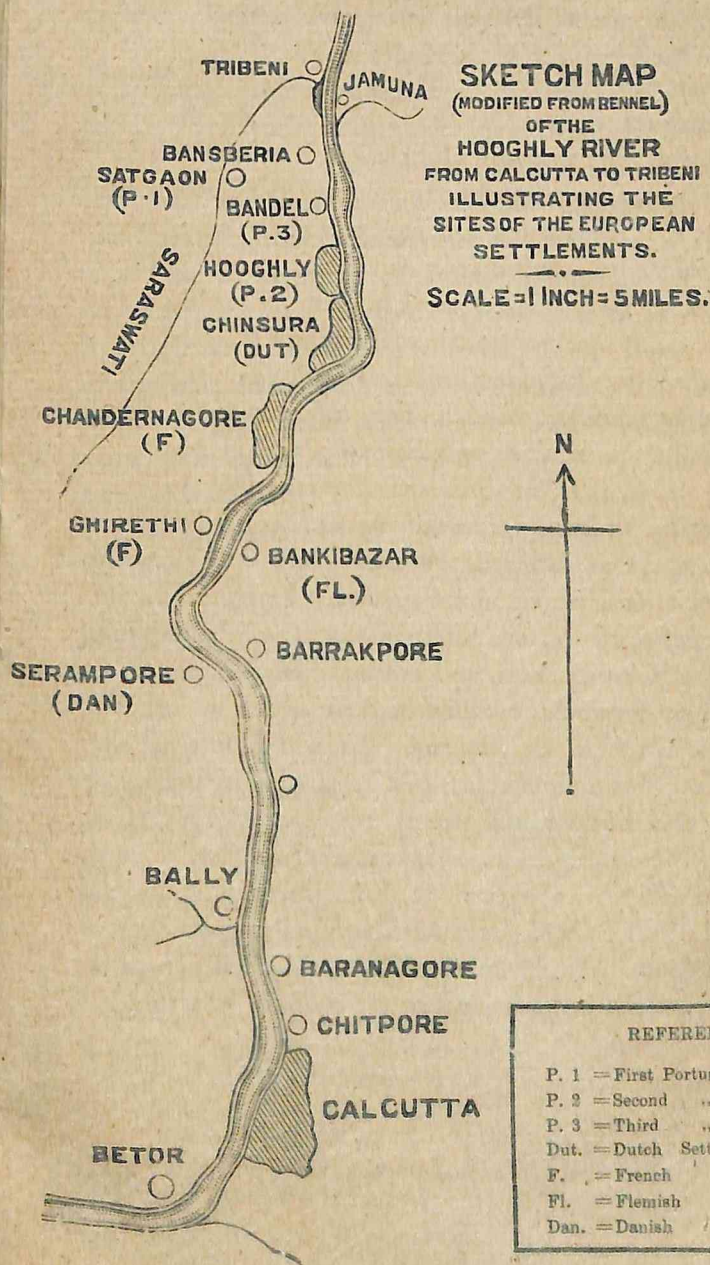 TRIBENI
JAMUNA
SKETCH MAP
(MODIFIED FROM BENNEL)
OF THE
HOOGHLY RIVER
FROM CALCUTTA TO TRIBENI
ILLUSTRATING THE
SITES OF THE EUROPEAN
SETTLEMENTS.
SCALE=1 INCH=5MILES.
BANSBERIA
SATGAON
(P.1)
BANDEL
(P.3)
HOOGHLY
(P.2)
SARASWATI
CHINSURA
(DUT)
CHANDERNAGORE
(F)
N
GHIRETHI
(F)
BANKIBAZAR
(FL.)
BARRAKPORE
SERAMPORE
(DAN)
BALLY
BARANAGORE
CHITPORE
CALCUTTA
BETOR
P. 1 =First
P. 2 =Second ,,
P. 3 =Third ,,
Dut. =Dutch
F. =French
Fl. =Flemish
Dan. =Danish